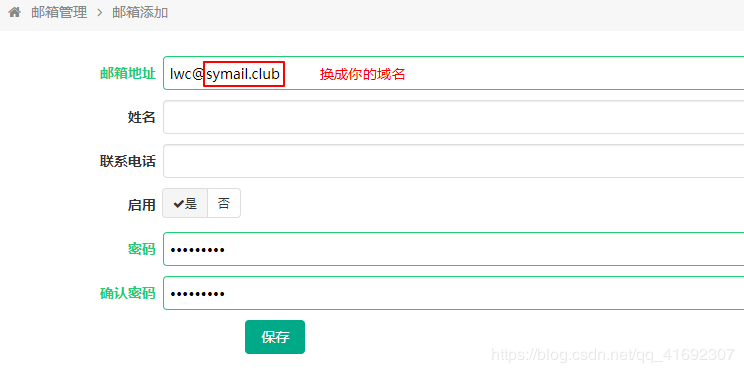 邮箱管理 > 邮箱添加
邮箱地址 lwc@symail.club 换成你的域名
姓名
联系电话
启用 ✔是 否
密码 •••••••••
确认密码 •••••••••
保存
https://blog.csdn.net/qq_41692307